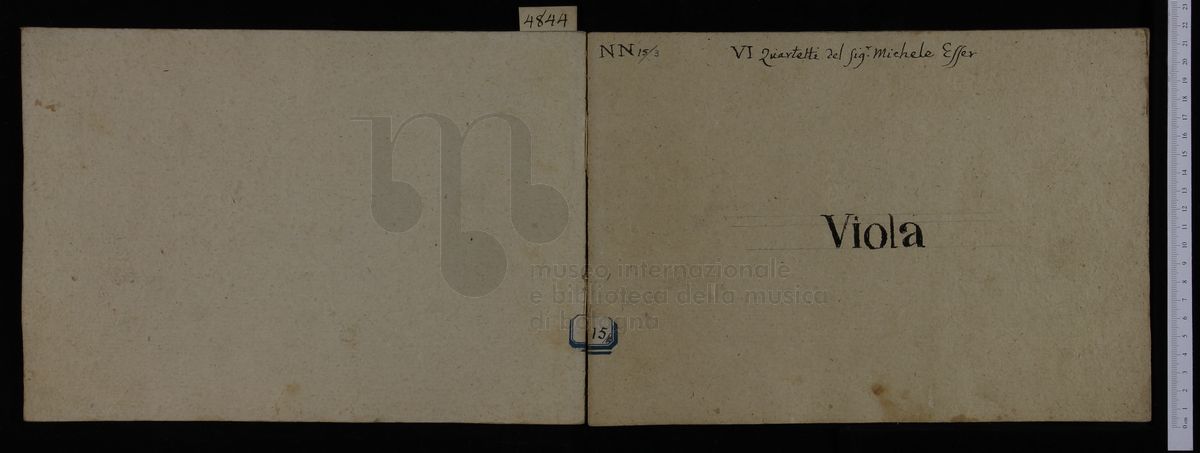 4844
NN 15/3
VI Quartetti del Sig.r Michele Esser
Viola
museo internazionale
e biblioteca della musica
di bologna
15